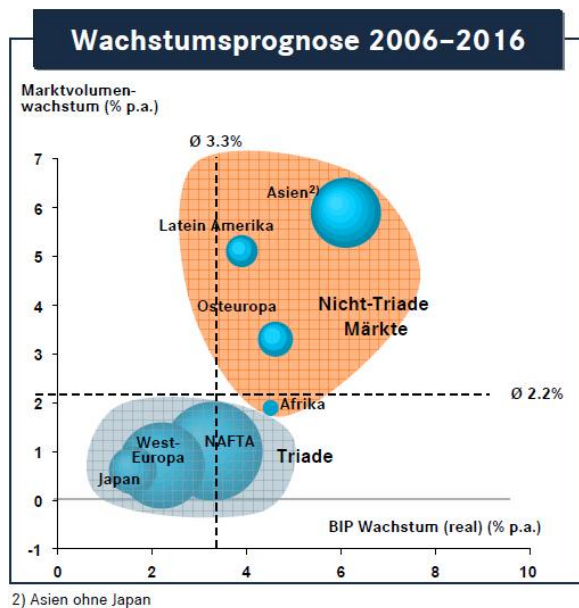 Wachstumsprognose 2006–2016
Marktvolumen-
wachstum (% p.a.)
Ø 3.3%
7
6
5
4
3
2
1
0
-1
Asien²⁾
Latein Amerika
Osteuropa
Nicht-Triade
Märkte
Ø 2.2%
Afrika
West-
Europa
NAFTA
Triade
Japan
BIP Wachstum (real) (% p.a.)
0 2 4 6 8 10
2) Asien ohne Japan